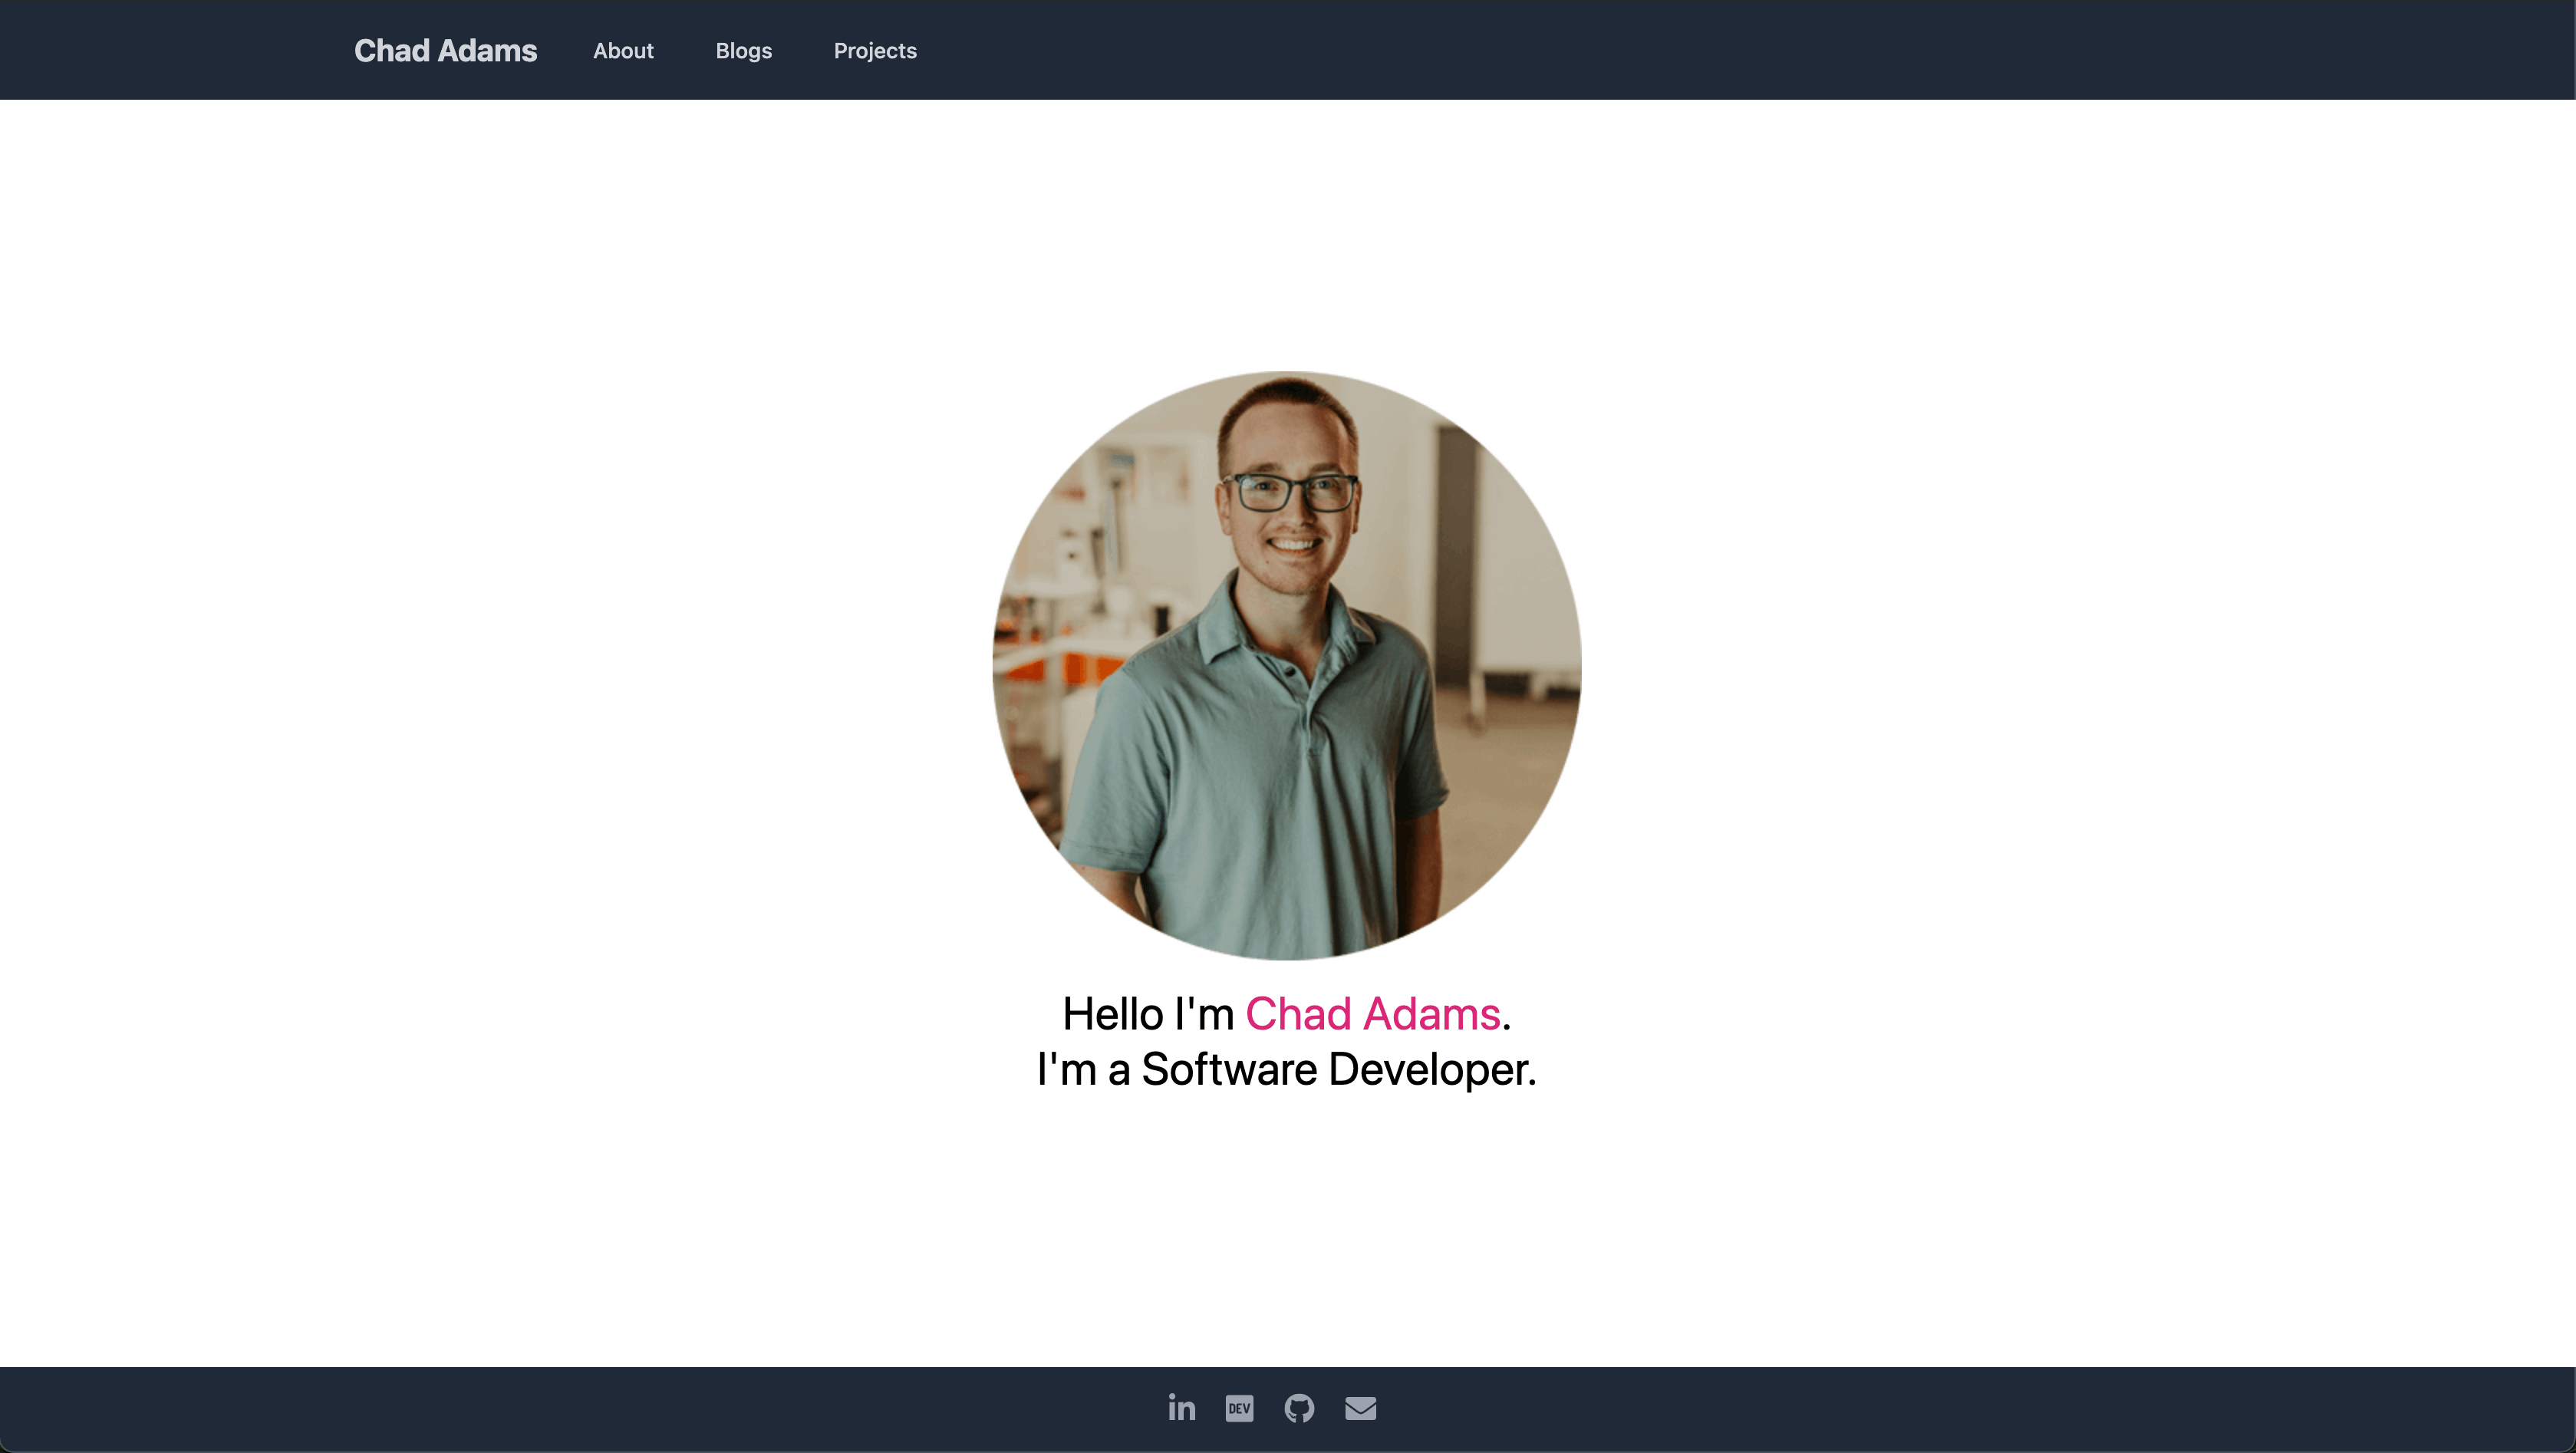 Chad Adams About Blogs Projects
Hello I'm Chad Adams.
I'm a Software Developer.
in DEV